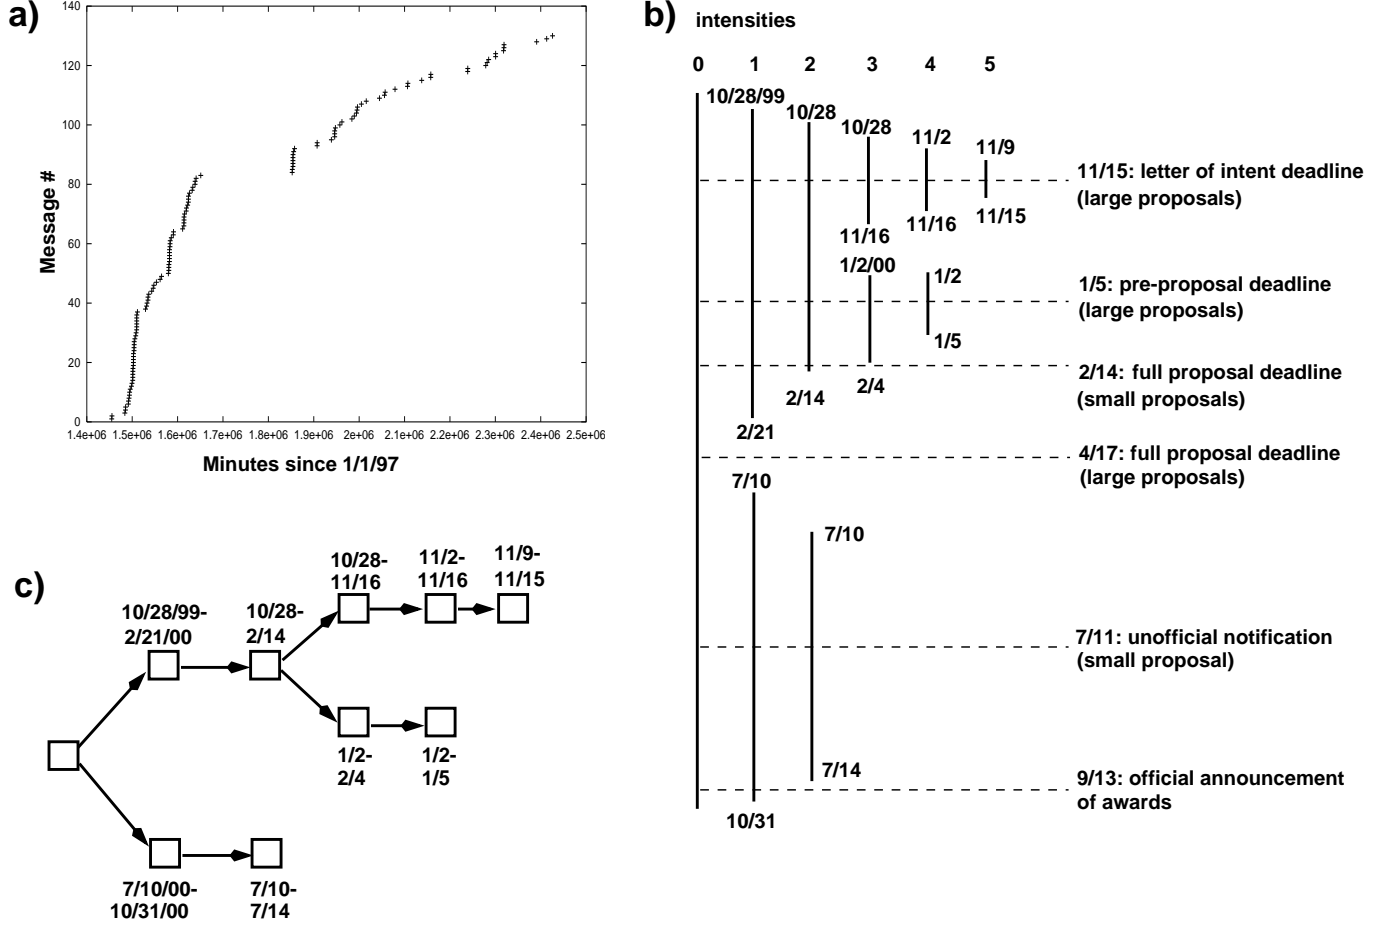 a)
140
120
100
80
60
40
20
0
Message #
1.4e+06 1.5e+06 1.6e+06 1.7e+06 1.8e+06 1.9e+06 2e+06 2.1e+06 2.2e+06 2.3e+06 2.4e+06 2.5e+06
Minutes since 1/1/97
b)
intensities
0 1 2 3 4 5
10/28/99
10/28
10/28
11/2
11/9
11/15: letter of intent deadline
(large proposals)
11/16
11/16
11/15
1/2/00
1/2
1/5: pre-proposal deadline
(large proposals)
1/5
2/4
2/14
2/14: full proposal deadline
(small proposals)
2/21
4/17: full proposal deadline
(large proposals)
7/10
7/10
7/11: unofficial notification
(small proposal)
7/14
9/13: official announcement
of awards
10/31
c)
10/28/99-
2/21/00
10/28-
2/14
10/28-
11/16
11/2-
11/16
11/9-
11/15
1/2-
2/4
1/2-
1/5
7/10/00-
10/31/00
7/10-
7/14